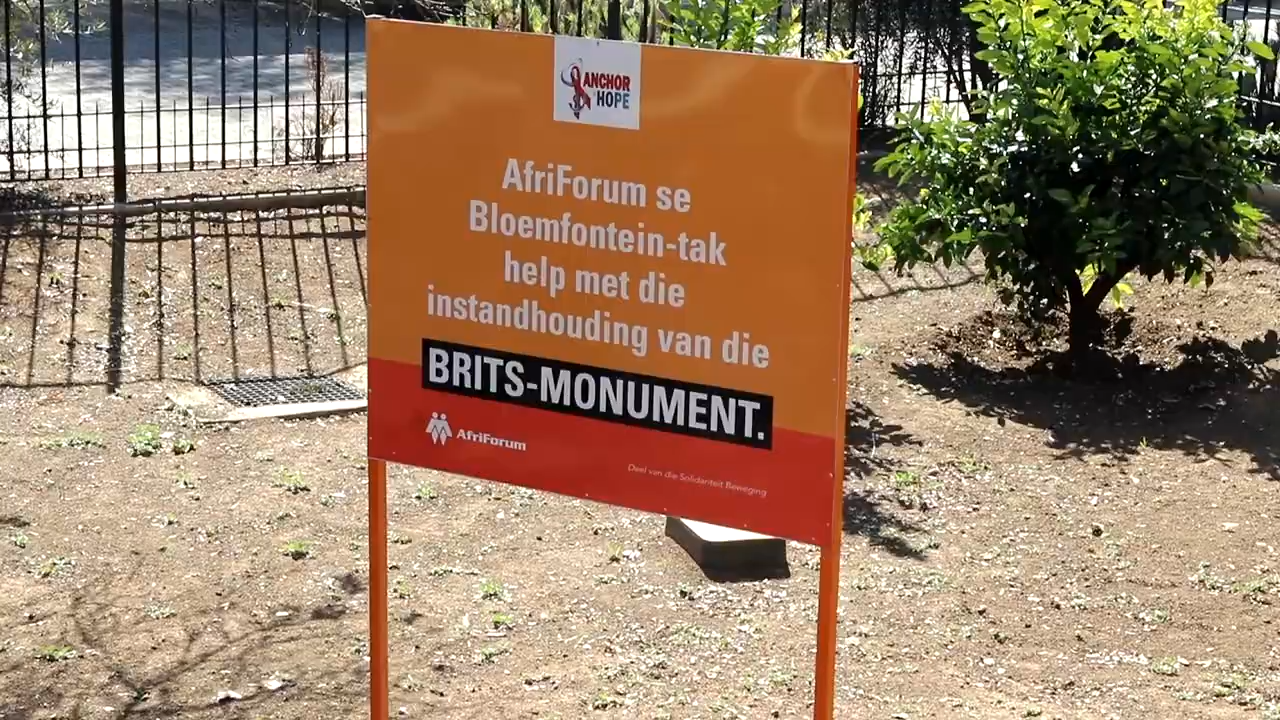 ANCHOR
HOPE
AfriForum se
Bloemfontein-tak
help met die
instandhouding van die
BRITS-MONUMENT.
AfriForum
Deel van die Solidariteit Beweging